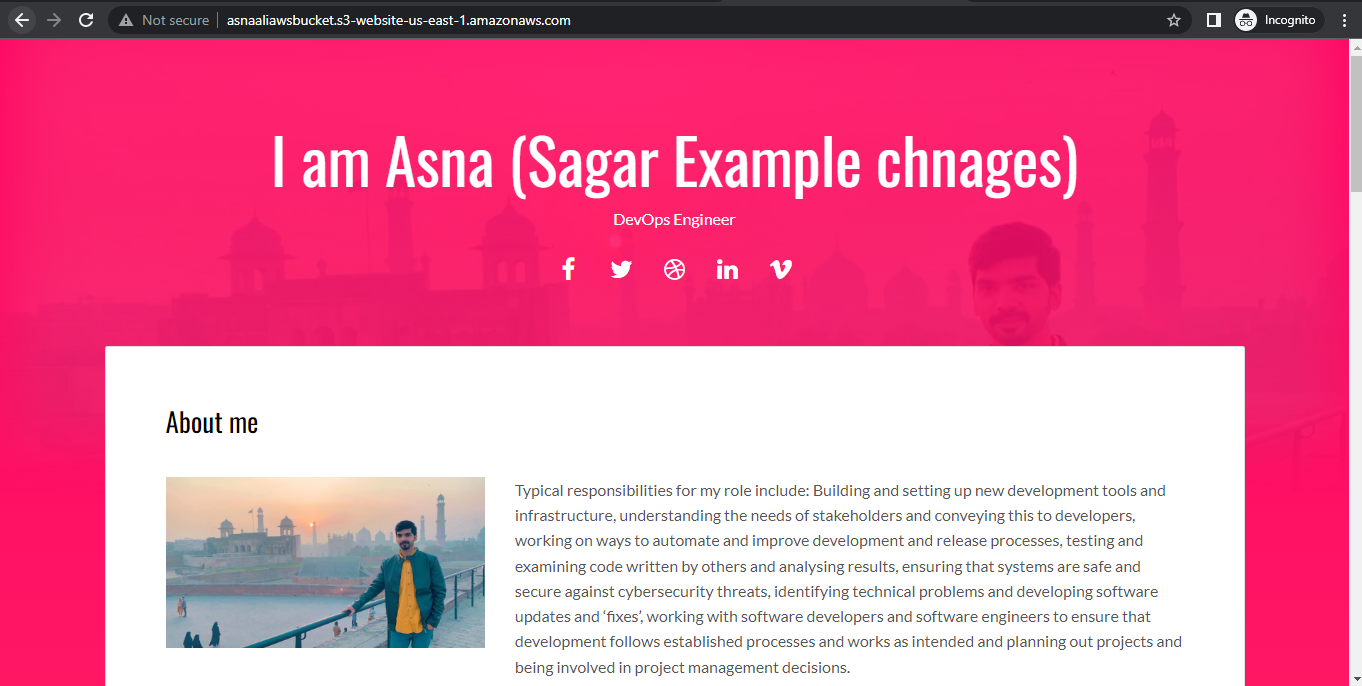 Not secure
asnaaliawsbucket.s3-website-us-east-1.amazonaws.com
Incognito
I am Asna (Sagar Example chnages)
DevOps Engineer
About me
Typical responsibilities for my role include: Building and setting up new development tools and
infrastructure, understanding the needs of stakeholders and conveying this to developers,
working on ways to automate and improve development and release processes, testing and
examining code written by others and analysing results, ensuring that systems are safe and
secure against cybersecurity threats, identifying technical problems and developing software
updates and ‘fixes’, working with software developers and software engineers to ensure that
development follows established processes and works as intended and planning out projects and
being involved in project management decisions.